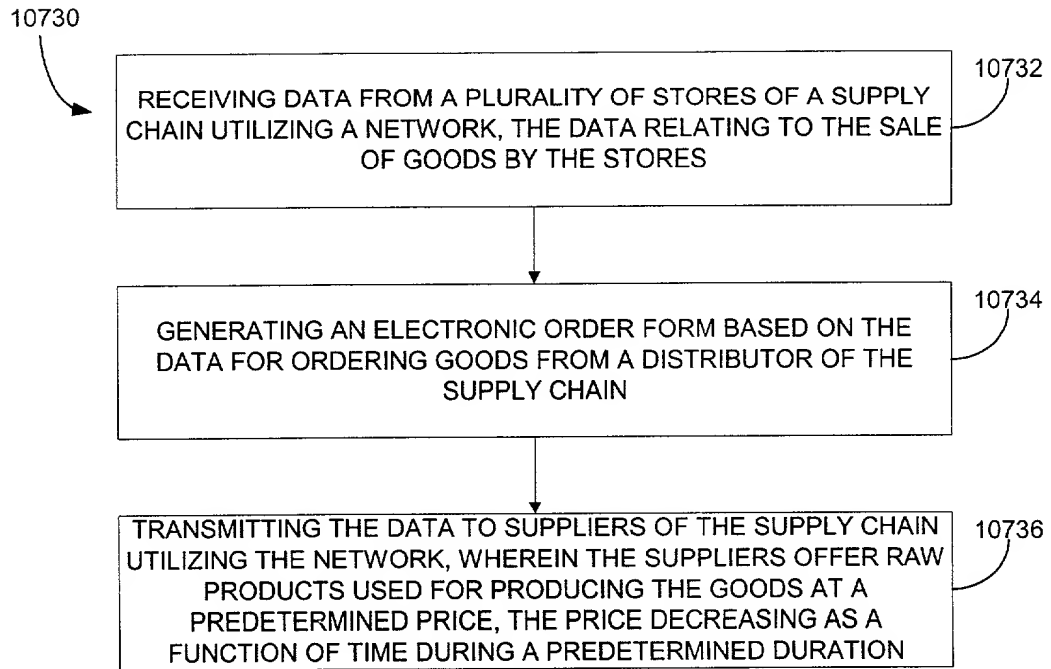 10730
10732
RECEIVING DATA FROM A PLURALITY OF STORES OF A SUPPLY
CHAIN UTILIZING A NETWORK, THE DATA RELATING TO THE SALE
OF GOODS BY THE STORES
10734
GENERATING AN ELECTRONIC ORDER FORM BASED ON THE
DATA FOR ORDERING GOODS FROM A DISTRIBUTOR OF THE
SUPPLY CHAIN
10736
TRANSMITTING THE DATA TO SUPPLIERS OF THE SUPPLY CHAIN
UTILIZING THE NETWORK, WHEREIN THE SUPPLIERS OFFER RAW
PRODUCTS USED FOR PRODUCING THE GOODS AT A
PREDETERMINED PRICE, THE PRICE DECREASING AS A
FUNCTION OF TIME DURING A PREDETERMINED DURATION